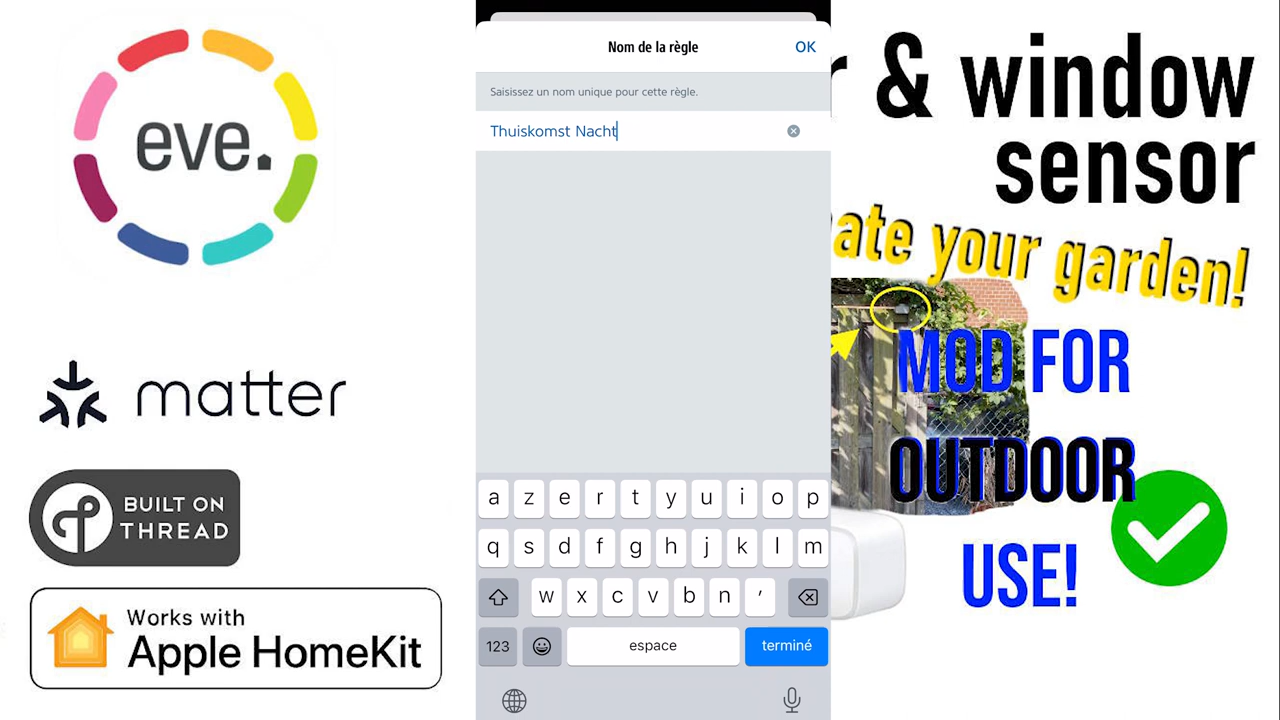 eve.
matter
BUILT ON
THREAD
Works with
Apple HomeKit
Nom de la règle
OK
Saisissez un nom unique pour cette règle.
Thuiskomst Nacht
a z e r t y u i o p
q s d f g h j k l m
w x c v b n ′
123
espace
terminé
r & window
sensor
ate your garden!
MOD FOR
OUTDOOR
USE!